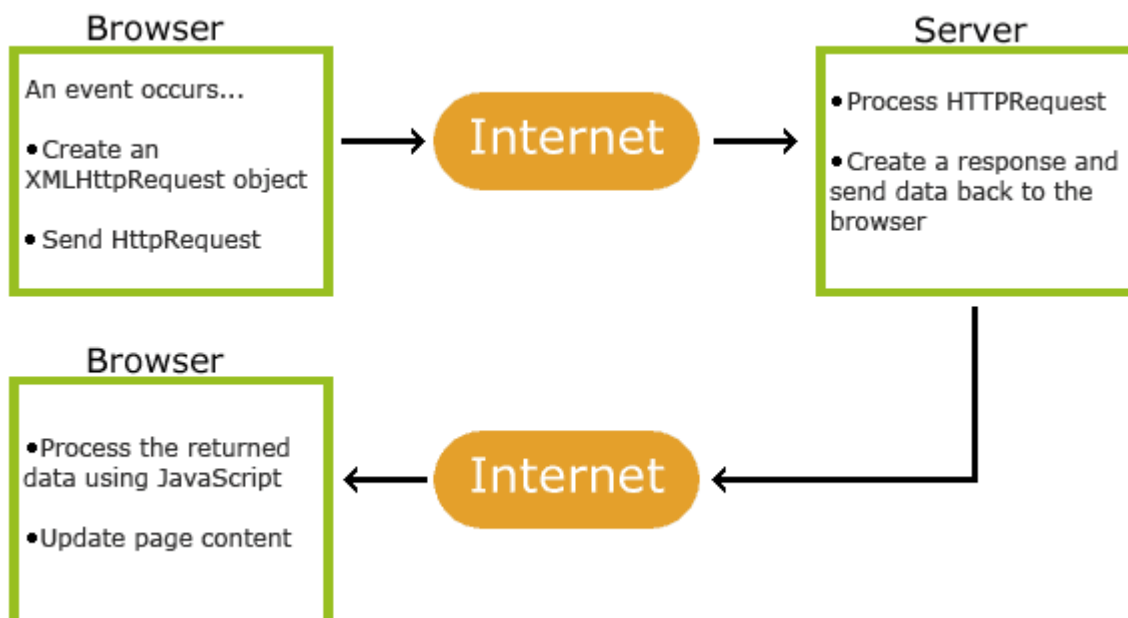 Browser
An event occurs...
•Create an
XMLHttpRequest object
•Send HttpRequest
Internet
Server
•Process HTTPRequest
•Create a response and
send data back to the
browser
Browser
•Process the returned
data using JavaScript
•Update page content
Internet